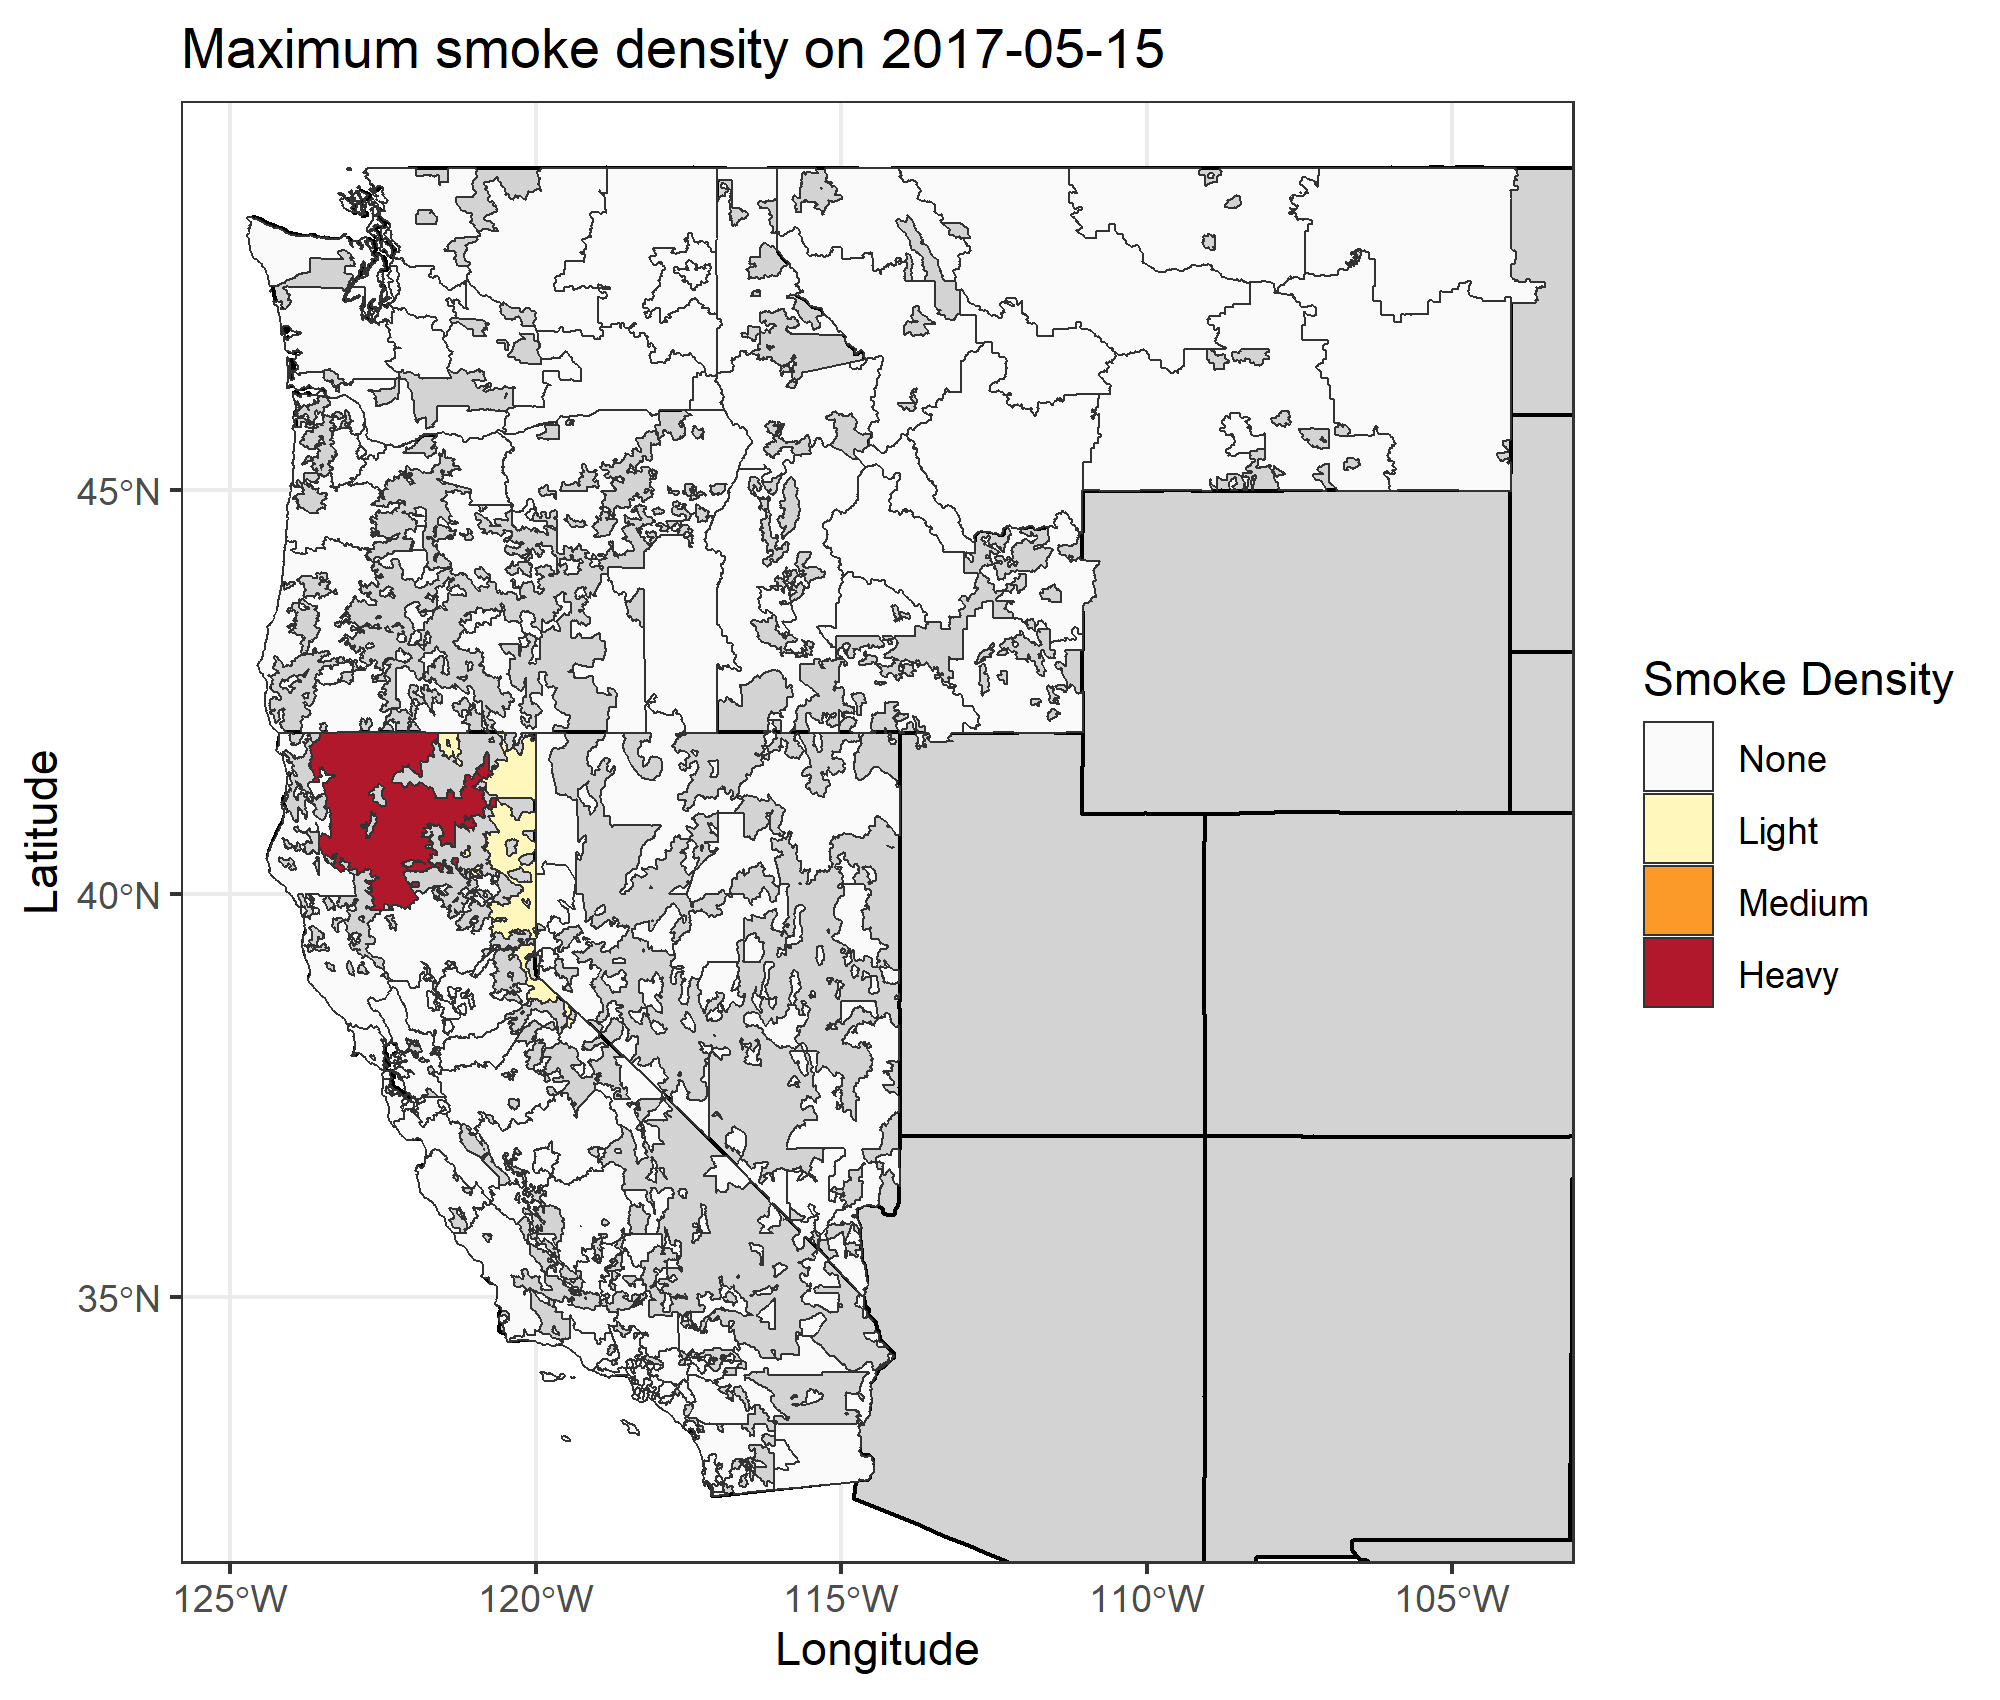 Maximum smoke density on 2017-05-15
45°N
40°N
35°N
Latitude
125°W
120°W
115°W
110°W
105°W
Longitude
Smoke Density
None
Light
Medium
Heavy